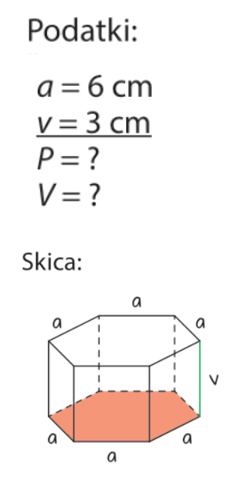 Podatki:
a = 6 cm
v = 3 cm
P = ?
V = ?
Skica:
a
a
a
v
a
a
a